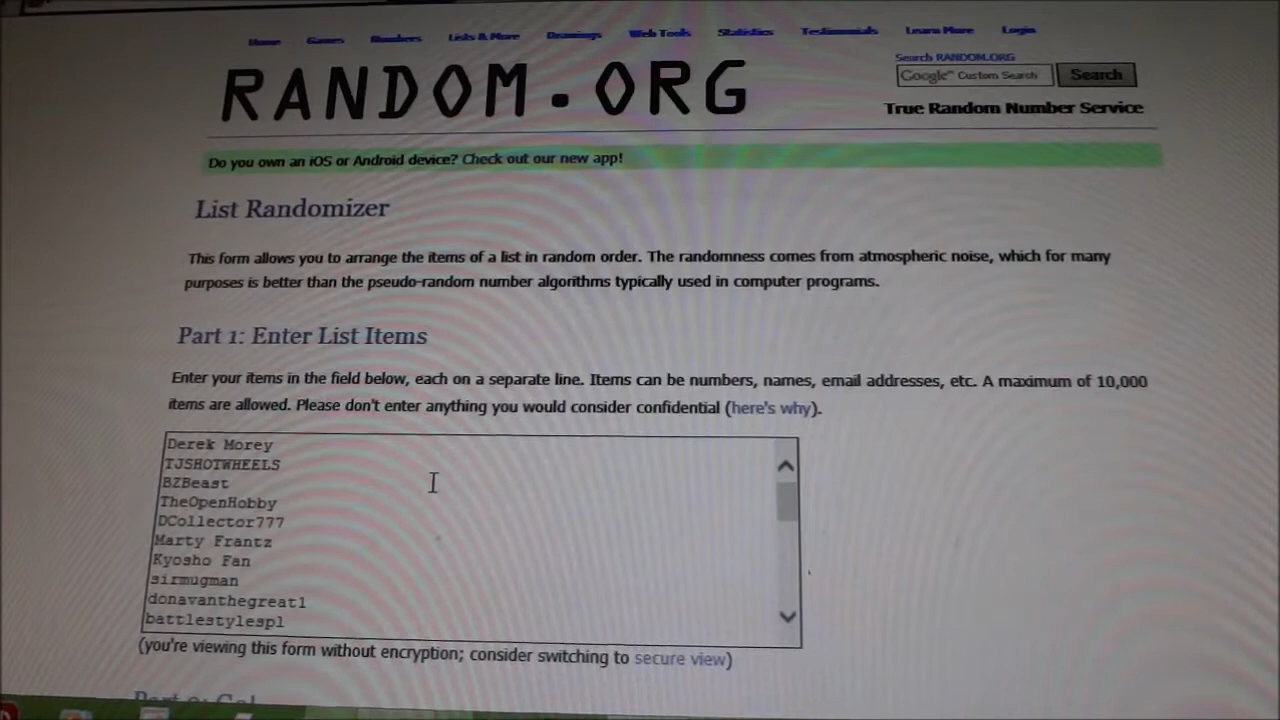 Home Games Numbers Lists & More Drawings Web Tools Statistics Testimonials Learn More Login
Search RANDOM.ORG
RANDOM.ORG
Google™ Custom Search Search
True Random Number Service
Do you own an iOS or Android device? Check out our new app!
List Randomizer
This form allows you to arrange the items of a list in random order. The randomness comes from atmospheric noise, which for many
purposes is better than the pseudo-random number algorithms typically used in computer programs.
Part 1: Enter List Items
Enter your items in the field below, each on a separate line. Items can be numbers, names, email addresses, etc. A maximum of 10,000
items are allowed. Please don't enter anything you would consider confidential (here's why).
Derek Morey
TJSHOTWHEELS
BZBeast
TheOpenHobby
DCollector777
Marty Frantz
Kyosho Fan
sirmugman
donavanthegreat1
battlestylespl
(you're viewing this form without encryption; consider switching to secure view)